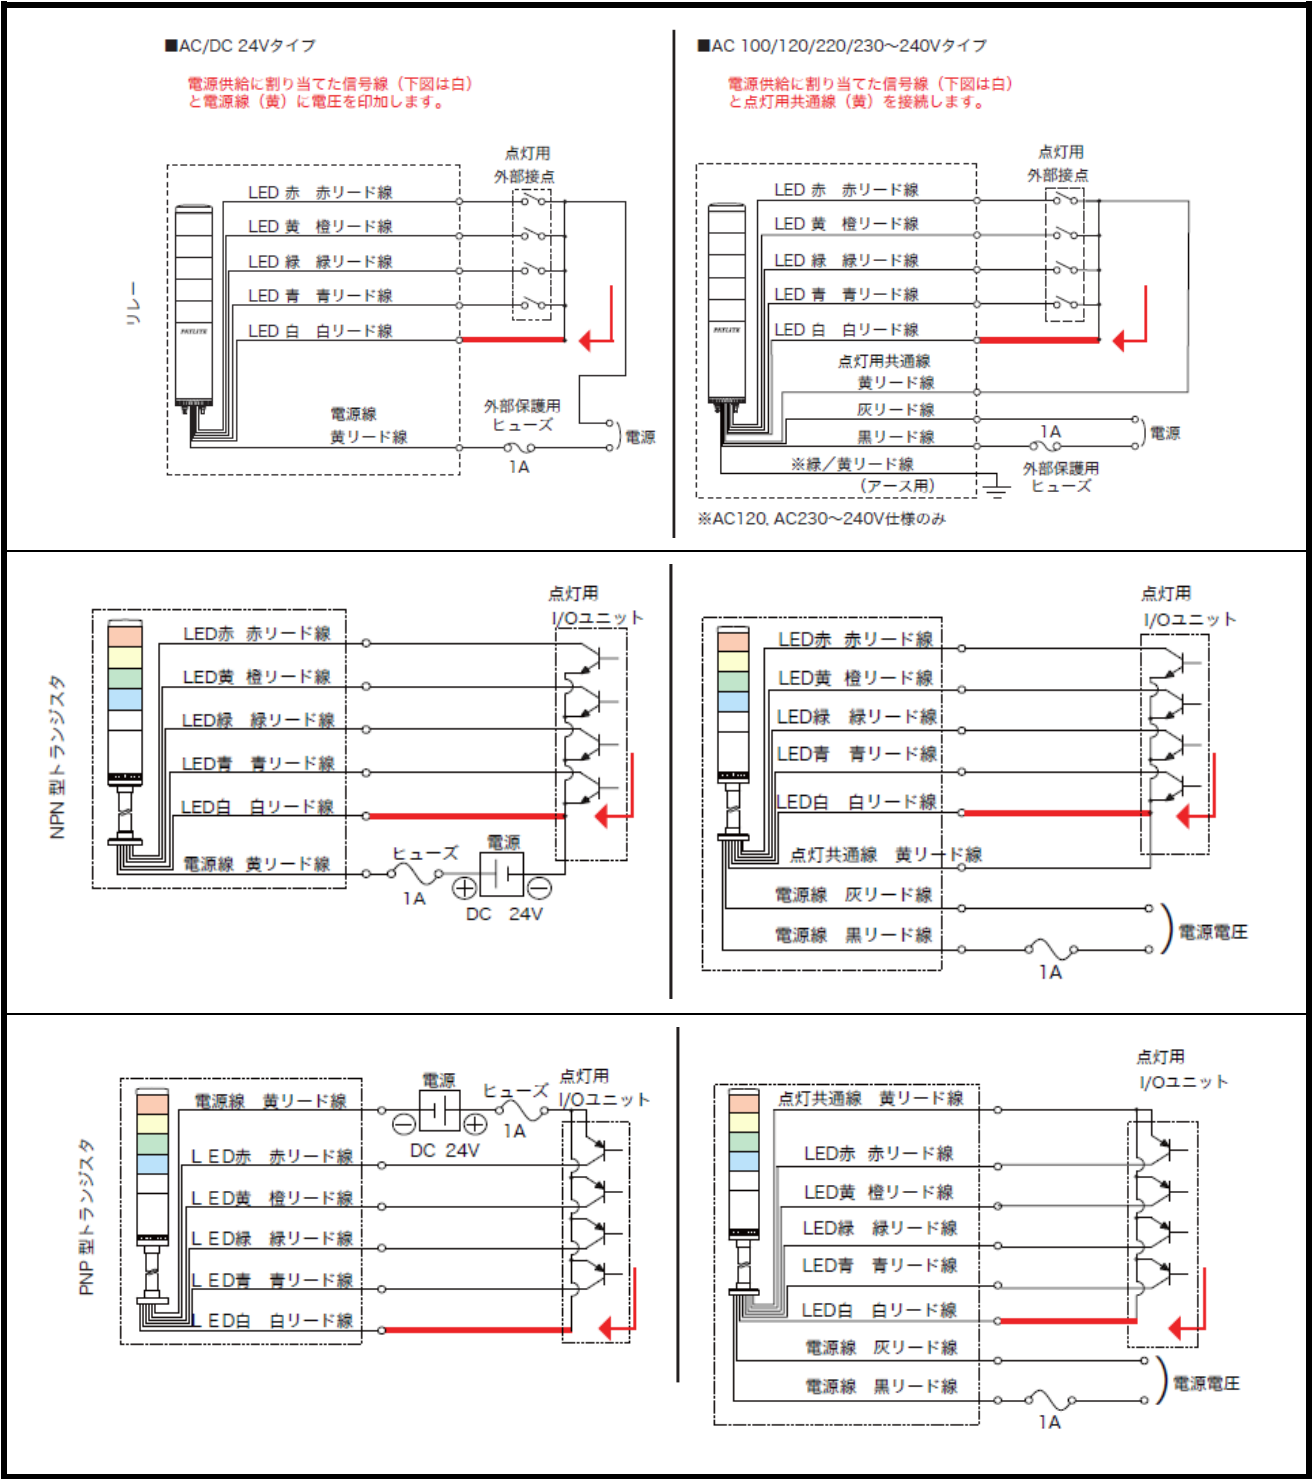 ■AC/DC 24Vタイプ
電源供給に割り当てた信号線（下図は白）
と電源線（黄）に電圧を印加します。
点灯用
外部接点
LED 赤　赤リード線
LED 黄　橙リード線
LED 緑　緑リード線
LED 青　青リード線
LED 白　白リード線
リレー
PATLITE
電源線
黄リード線
外部保護用
ヒューズ
1A
電源
■AC 100/120/220/230～240Vタイプ
電源供給に割り当てた信号線（下図は白）
と点灯用共通線（黄）を接続します。
点灯用
外部接点
LED 赤　赤リード線
LED 黄　橙リード線
LED 緑　緑リード線
LED 青　青リード線
LED 白　白リード線
PATLITE
点灯用共通線
黄リード線
灰リード線
黒リード線
1A
電源
※緑／黄リード線
（アース用）
外部保護用
ヒューズ
※AC120, AC230～240V仕様のみ
NPN 型トランジスタ
点灯用
I/Oユニット
LED赤 赤リード線
LED黄 橙リード線
LED緑　緑リード線
LED青　青リード線
LED白　白リード線
電源線 黄リード線
ヒューズ
1A
電源
＋
－
DC　24V
点灯用
I/Oユニット
LED赤 赤リード線
LED黄 橙リード線
LED緑　緑リード線
LED青　青リード線
LED白　白リード線
点灯共通線　黄リード線
電源線　灰リード線
電源線　黒リード線
1A
電源電圧
PNP 型トランジスタ
電源線　黄リード線
電源
－
＋
DC 24V
ヒューズ
1A
点灯用
I/Oユニット
ＬＥＤ赤　赤リード線
ＬＥＤ黄　橙リード線
ＬＥＤ緑　緑リード線
ＬＥＤ青　青リード線
ＬＥＤ白　白リード線
点灯用
I/Oユニット
点灯共通線　黄リード線
LED赤 赤リード線
LED黄 橙リード線
LED緑　緑リード線
LED青　青リード線
LED白　白リード線
電源線　灰リード線
電源線　黒リード線
1A
電源電圧